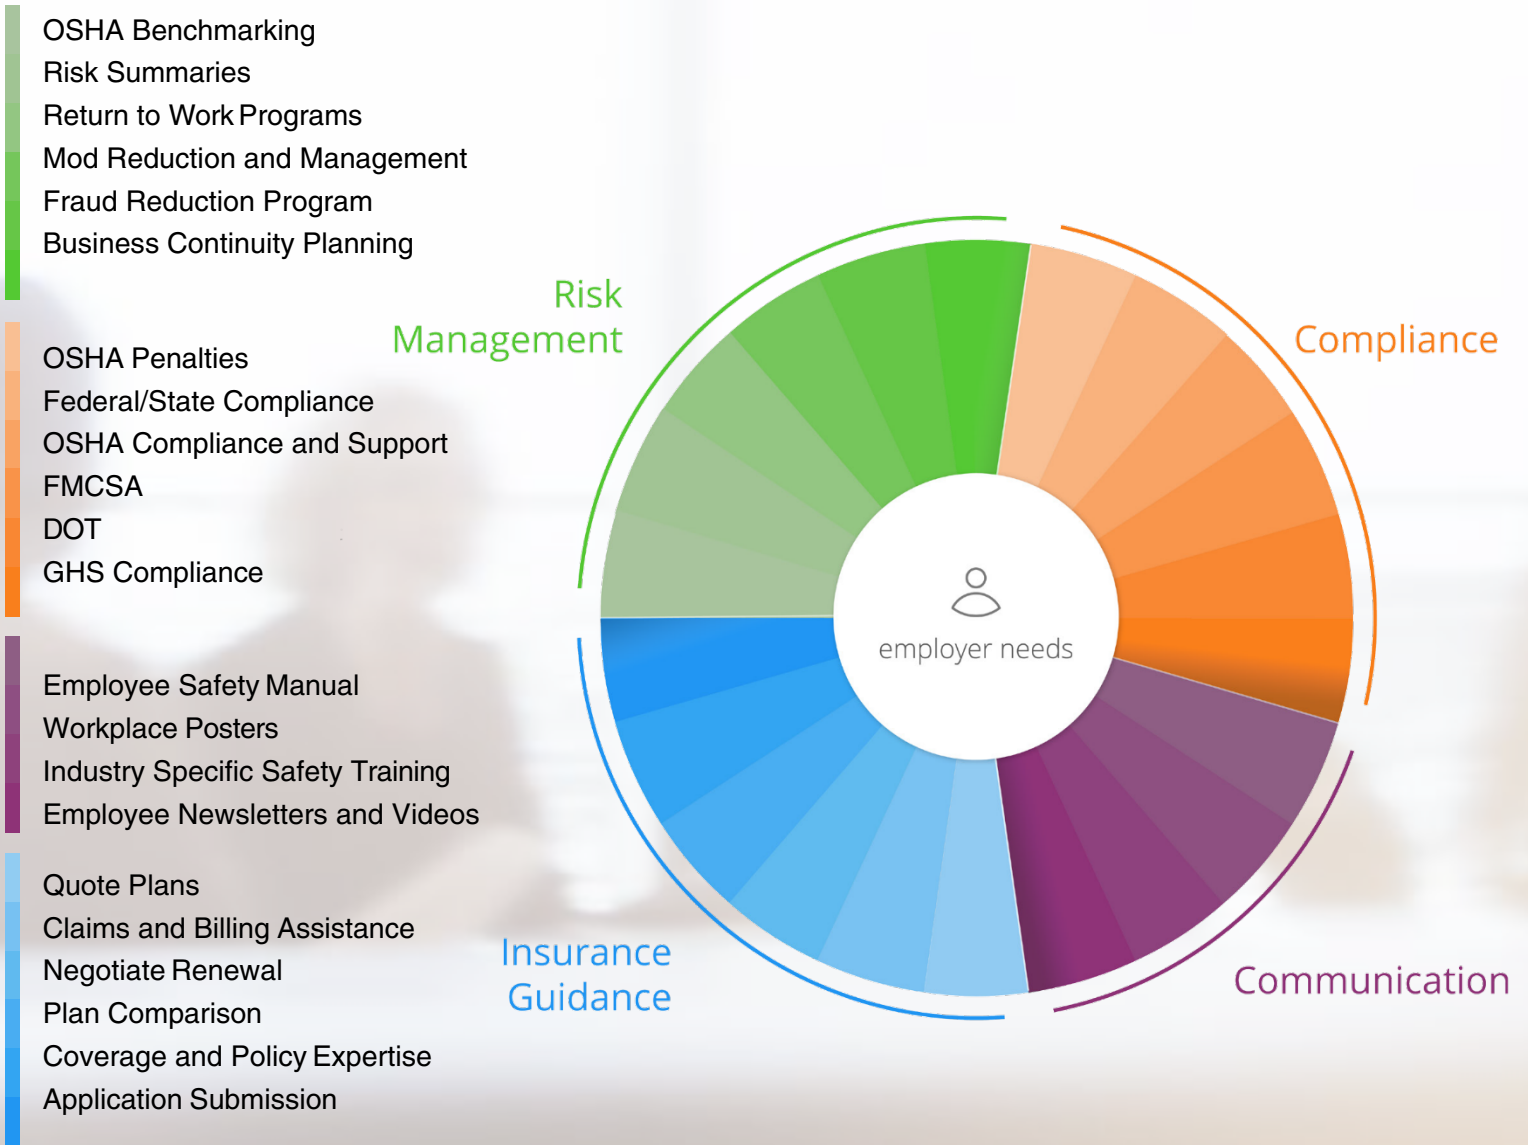 OSHA Benchmarking
Risk Summaries
Return to Work Programs
Mod Reduction and Management
Fraud Reduction Program
Business Continuity Planning
Risk
Management
OSHA Penalties
Federal/State Compliance
OSHA Compliance and Support
FMCSA
DOT
GHS Compliance
Compliance
employer needs
Employee Safety Manual
Workplace Posters
Industry Specific Safety Training
Employee Newsletters and Videos
Communication
Quote Plans
Claims and Billing Assistance
Negotiate Renewal
Plan Comparison
Coverage and Policy Expertise
Application Submission
Insurance
Guidance